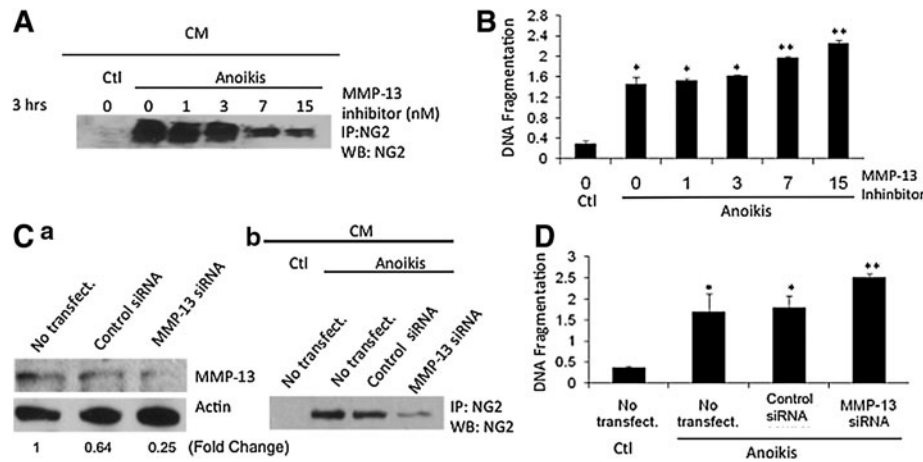 A
CM
Ctl
Anoikis
3 hrs
0
0
1
3
7
15
MMP-13
inhibitor (nM)
IP:NG2
WB: NG2
B
DNA Fragmentation
2.8
2.4
2
1.6
1.2
0.8
0.4
0
*
*
*
**
**
0
0
1
3
7
15
MMP-13
Ctl
Inhinbitor
Anoikis
C a
No transfect.
Control siRNA
MMP-13 siRNA
MMP-13
Actin
1
0.64
0.25
(Fold Change)
b
CM
Ctl
Anoikis
No transfect.
No transfect.
Control siRNA
MMP-13 siRNA
IP: NG2
WB: NG2
D
DNA Fragmentation
3
2.5
2
1.5
1
0.5
0
*
*
**
No
transfect.
No
transfect.
Control
siRNA
MMP-13
siRNA
Ctl
Anoikis